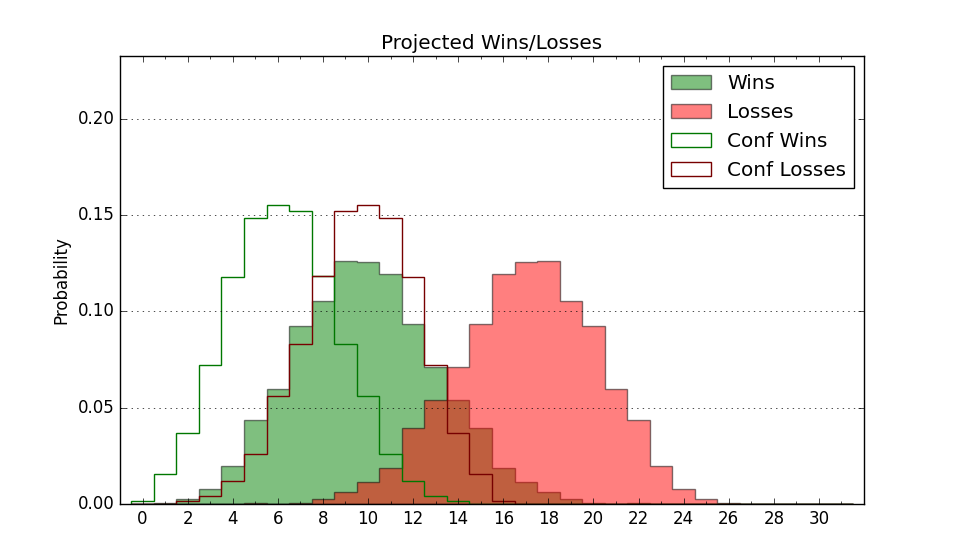 Projected Wins/Losses
Wins
Losses
Conf Wins
Conf Losses
Probability
0.20
0.15
0.10
0.05
0.00
0 2 4 6 8 10 12 14 16 18 20 22 24 26 28 30